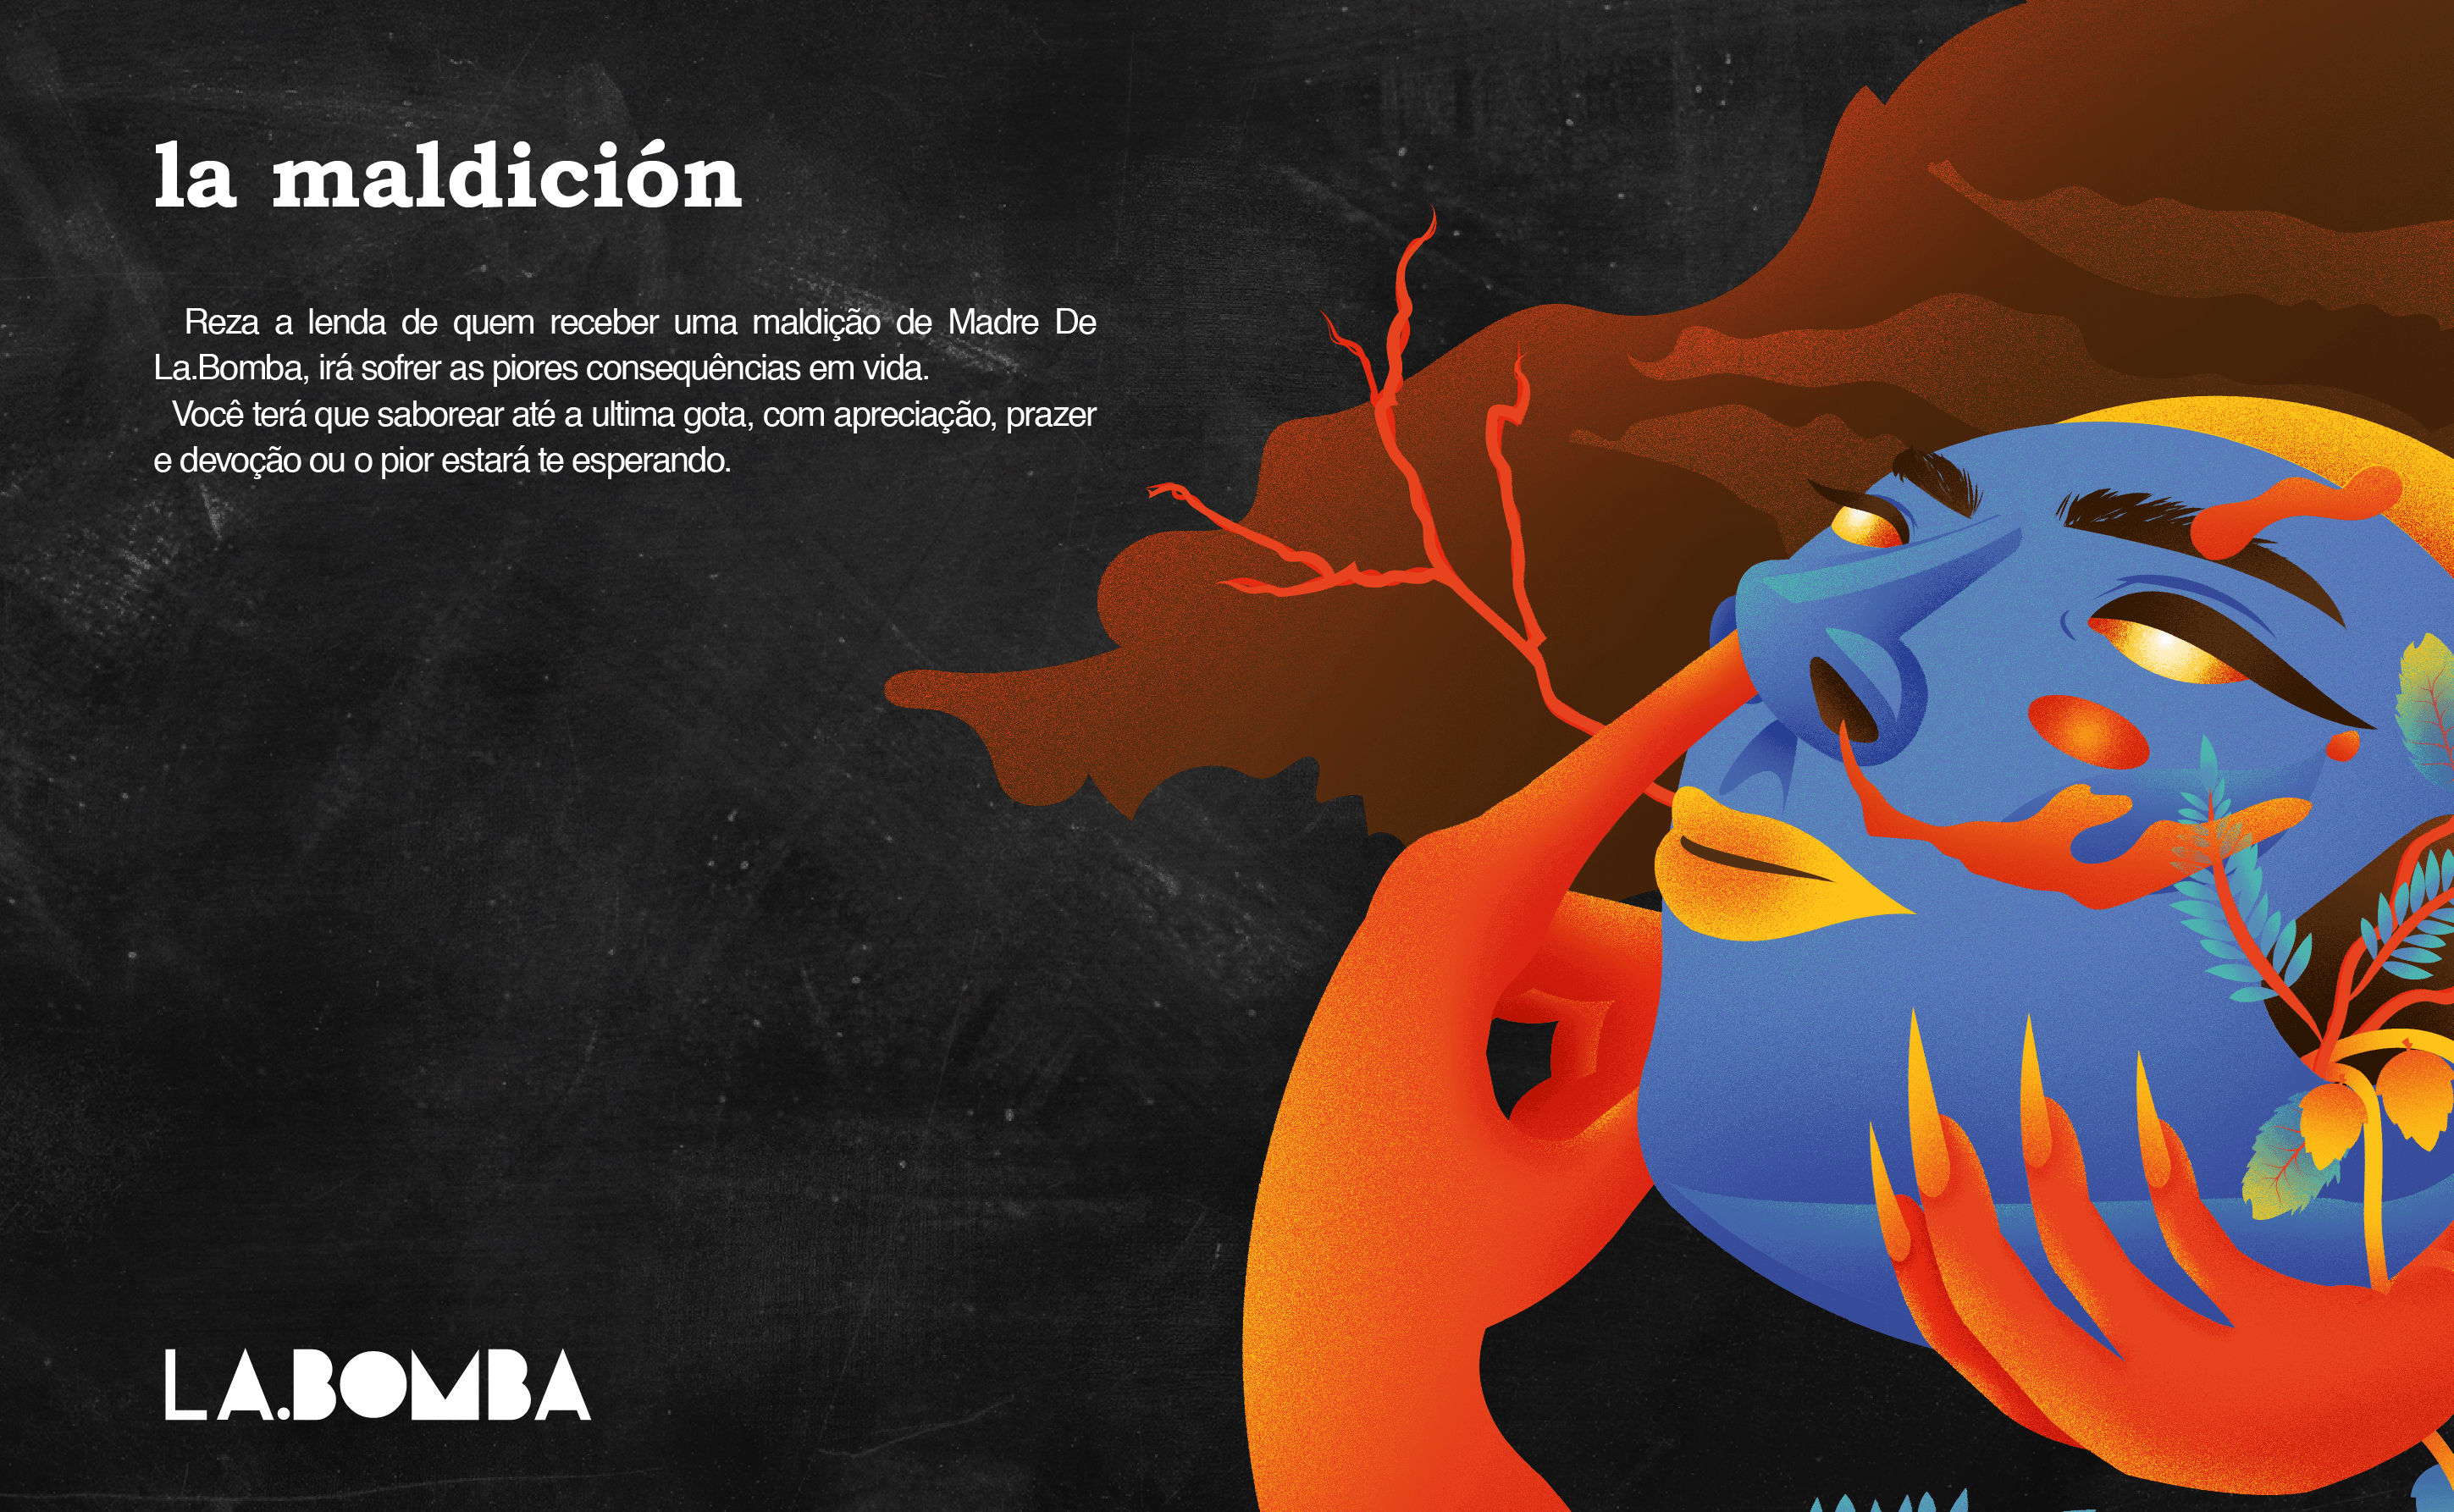 la maldición
Reza a lenda de quem receber uma maldição de Madre De
La.Bomba, irá sofrer as piores consequências em vida.
Você terá que saborear até a ultima gota, com apreciação, prazer
e devoção ou o pior estará te esperando.
LA.BOMBA